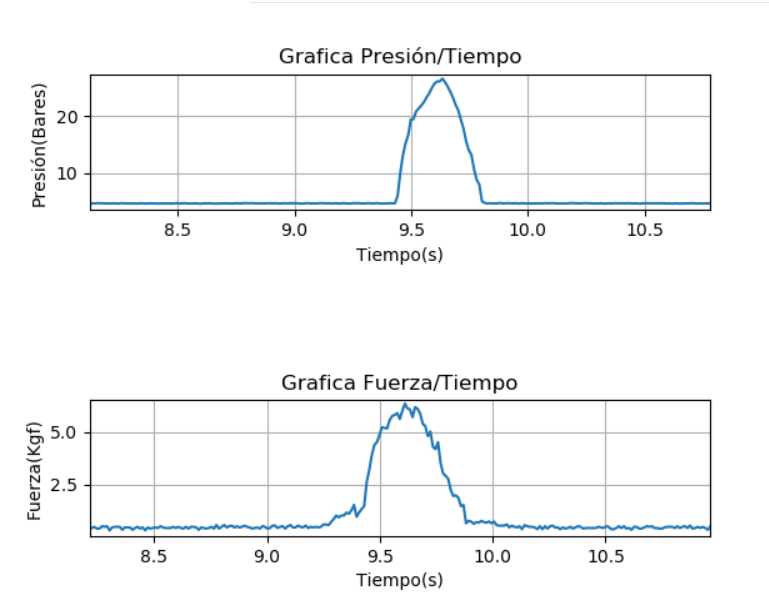 Grafica Presión/Tiempo
Presión(Bares)
20
10
8.5 9.0 9.5 10.0 10.5
Tiempo(s)
Grafica Fuerza/Tiempo
Fuerza(Kgf)
5.0
2.5
8.5 9.0 9.5 10.0 10.5
Tiempo(s)